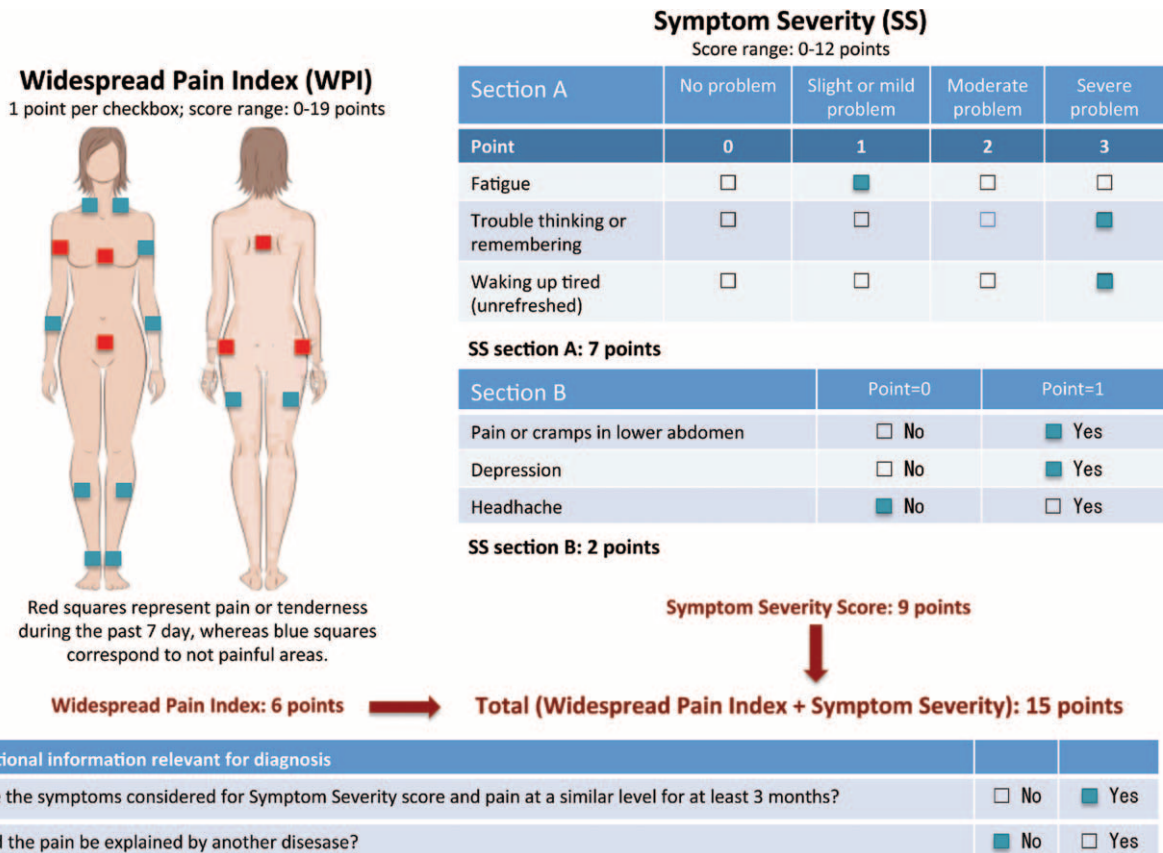 Symptom Severity (SS)
Score range: 0-12 points
Widespread Pain Index (WPI)
1 point per checkbox; score range: 0-19 points
Section A No problem Slight or mild problem Moderate problem Severe problem
Point 0 1 2 3
Fatigue
Trouble thinking or
remembering
Waking up tired
(unrefreshed)
SS section A: 7 points
Section B Point=0 Point=1
Pain or cramps in lower abdomen No Yes
Depression No Yes
Headhache No Yes
SS section B: 2 points
Red squares represent pain or tenderness
during the past 7 day, whereas blue squares
correspond to not painful areas.
Symptom Severity Score: 9 points
Widespread Pain Index: 6 points
Total (Widespread Pain Index + Symptom Severity): 15 points
tional information relevant for diagnosis
e the symptoms considered for Symptom Severity score and pain at a similar level for at least 3 months? No Yes
the pain be explained by another disease? No Yes